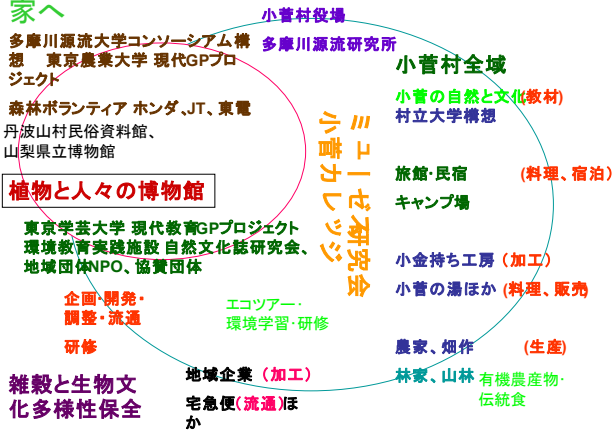 家へ
多摩川源流大学コンソーシアム構
想　東京農業大学 現代GPプロ
ジェクト
森林ボランティア ホンダ、JT、東電
丹波山村民俗資料館、
山梨県立博物館
植物と人々の博物館
東京学芸大学 現代教育GPプロジェクト
環境教育実践施設 自然文化誌研究会、
地域団体NPO、協賛団体
企画・開発・
調整・流通
研修
雑穀と生物文
化多様性保全
エコツアー・
環境学習・研修
地域企業（加工）
宅急便(流通)ほ
か
ミューゼス研究会
小菅カレッジ
小菅村役場
多摩川源流研究所
小菅村全域
小菅の自然と文化(教材)
村立大学構想
旅館・民宿 (料理、宿泊)
キャンプ場
小金持ち工房（加工）
小菅の湯ほか (料理、販売)
農家、畑作 (生産)
林家、山林
有機農産物・
伝統食